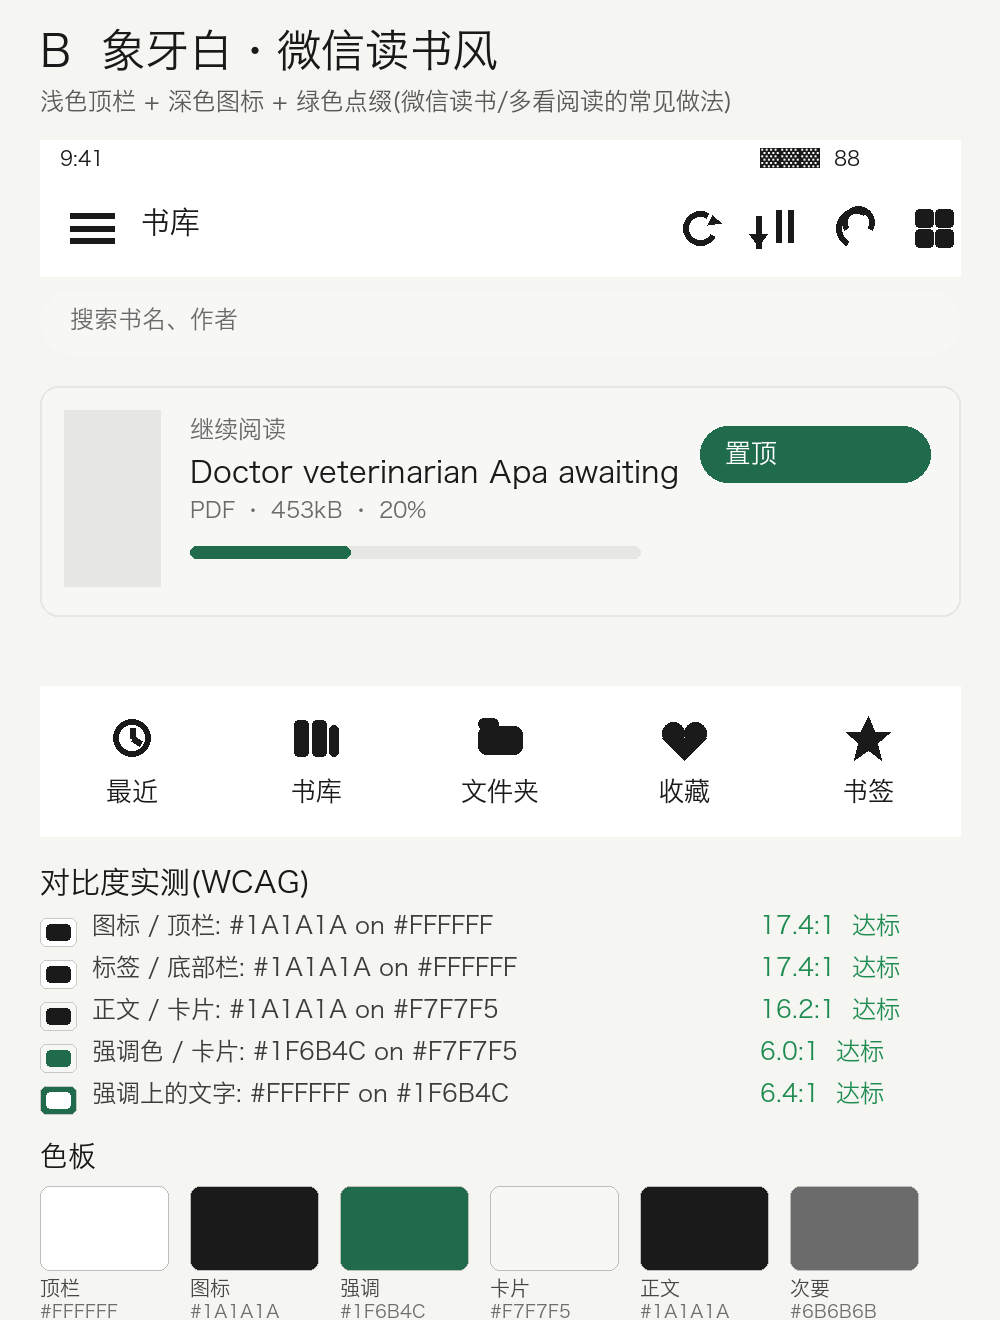 B 象牙白·微信读书风
浅色顶栏 + 深色图标 + 绿色点缀(微信读书/多看阅读的常见做法)
9:41 88
书库
搜索书名、作者
继续阅读
Doctor veterinarian Apa awaiting
置顶
PDF · 453kB · 20%
最近 书库 文件夹 收藏 书签
对比度实测(WCAG)
图标 / 顶栏: #1A1A1A on #FFFFFF 17.4:1 达标
标签 / 底部栏: #1A1A1A on #FFFFFF 17.4:1 达标
正文 / 卡片: #1A1A1A on #F7F7F5 16.2:1 达标
强调色 / 卡片: #1F6B4C on #F7F7F5 6.0:1 达标
强调上的文字: #FFFFFF on #1F6B4C 6.4:1 达标
色板
顶栏 图标 强调 卡片 正文 次要
#FFFFFF #1A1A1A #1F6B4C #F7F7F5 #1A1A1A #6B6B6B